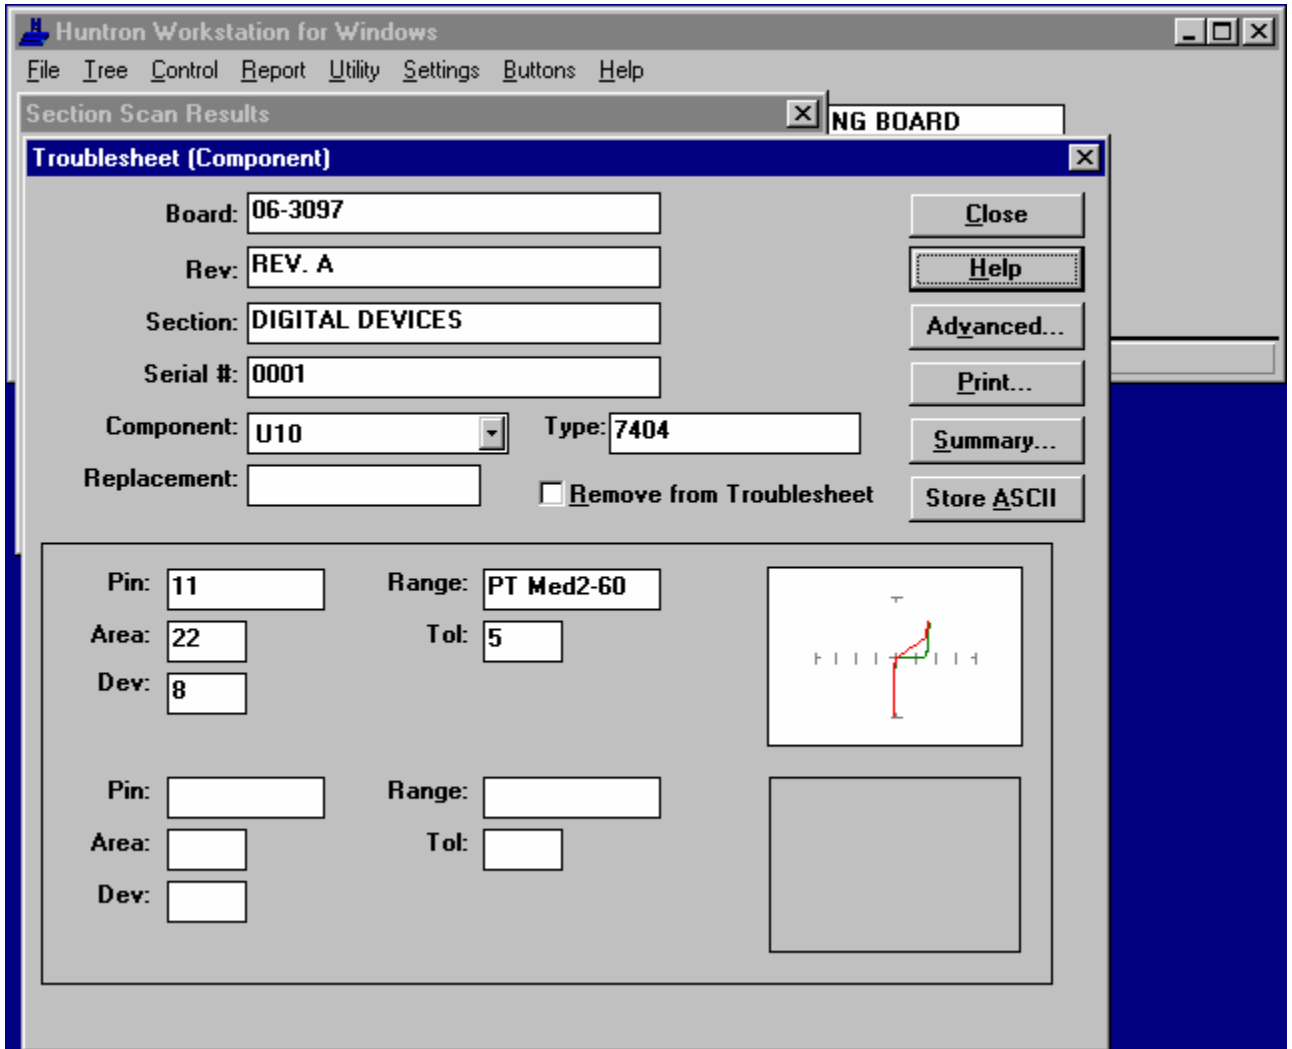 Huntron Workstation for Windows
File Tree Control Report Utility Settings Buttons Help
Section Scan Results
NG BOARD
Troublesheet (Component)
Board: 06-3097
Close
Rev: REV. A
Help
Section: DIGITAL DEVICES
Advanced...
Serial #: 0001
Print...
Component: U10
Type: 7404
Summary...
Replacement:
Remove from Troublesheet
Store ASCII
Pin: 11
Range: PT Med2-60
Area: 22
Tol: 5
Dev: 8
Pin:
Range:
Area:
Tol:
Dev: